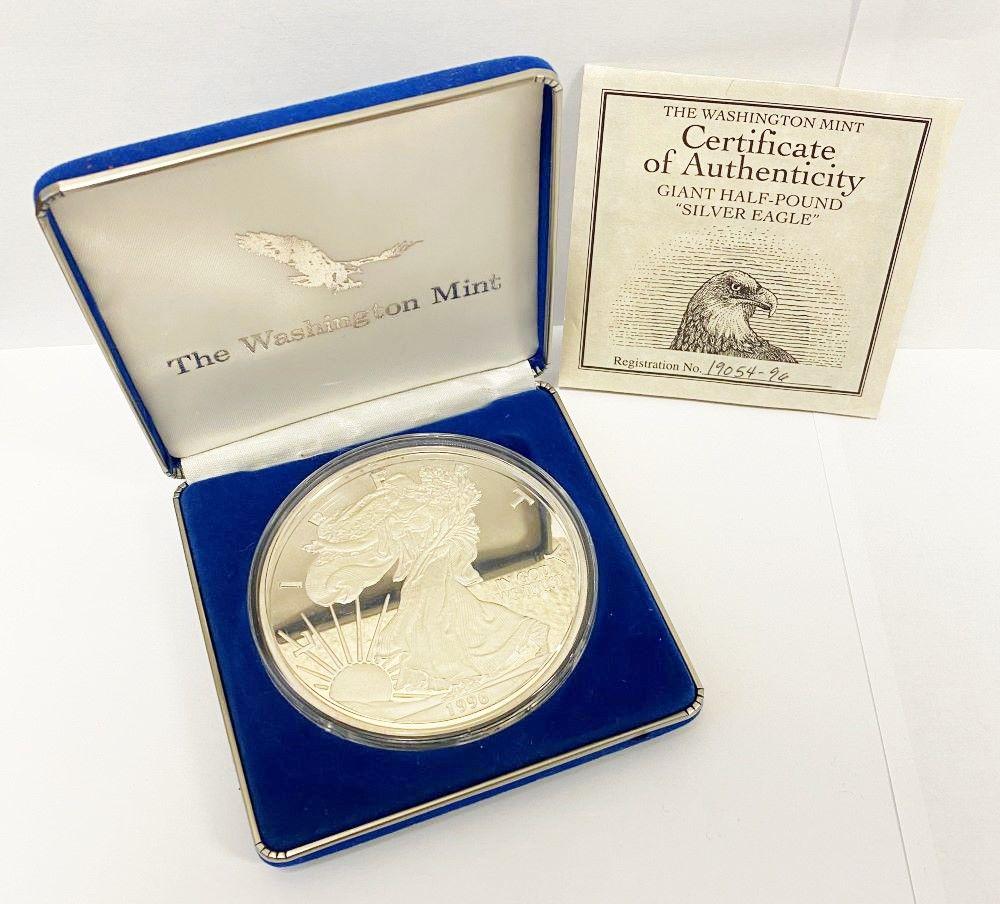 The Washington Mint
THE WASHINGTON MINT
Certificate
of Authenticity
GIANT HALF-POUND
"SILVER EAGLE"
Registration No. 19054-96
L I B E R T
IN GOD
WE TRUST
1996